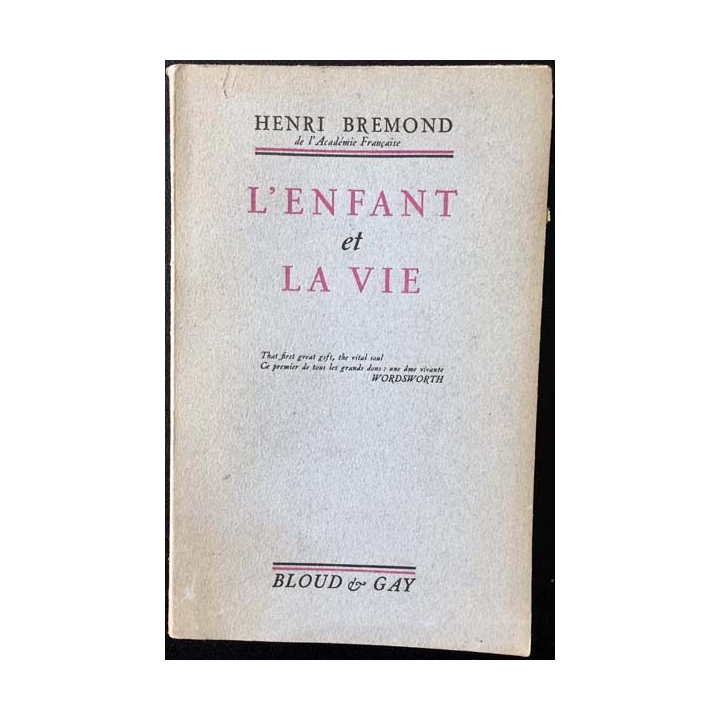 HENRI BREMOND
de l'Académie Française
L'ENFANT
et
LA VIE
That first great gift, the vital soul
Ce premier de tous les grands dons : une âme vivante
WORDSWORTH
BLOUD & GAY